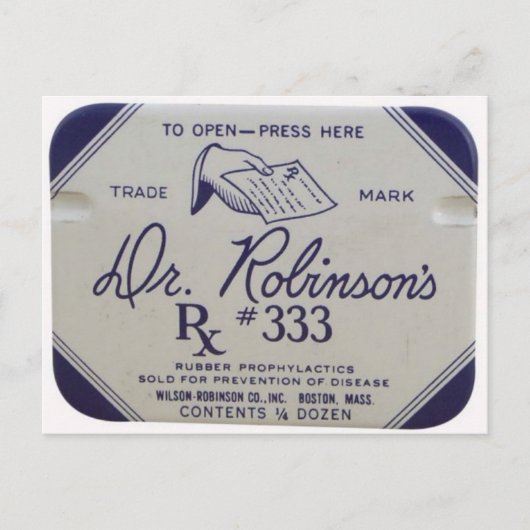 TO OPEN—PRESS HERE
Rx
TRADE MARK
Dr. Robinson's
Rx #333
RUBBER PROPHYLACTICS
SOLD FOR PREVENTION OF DISEASE
WILSON-ROBINSON CO., INC. BOSTON, MASS.
CONTENTS ¼ DOZEN